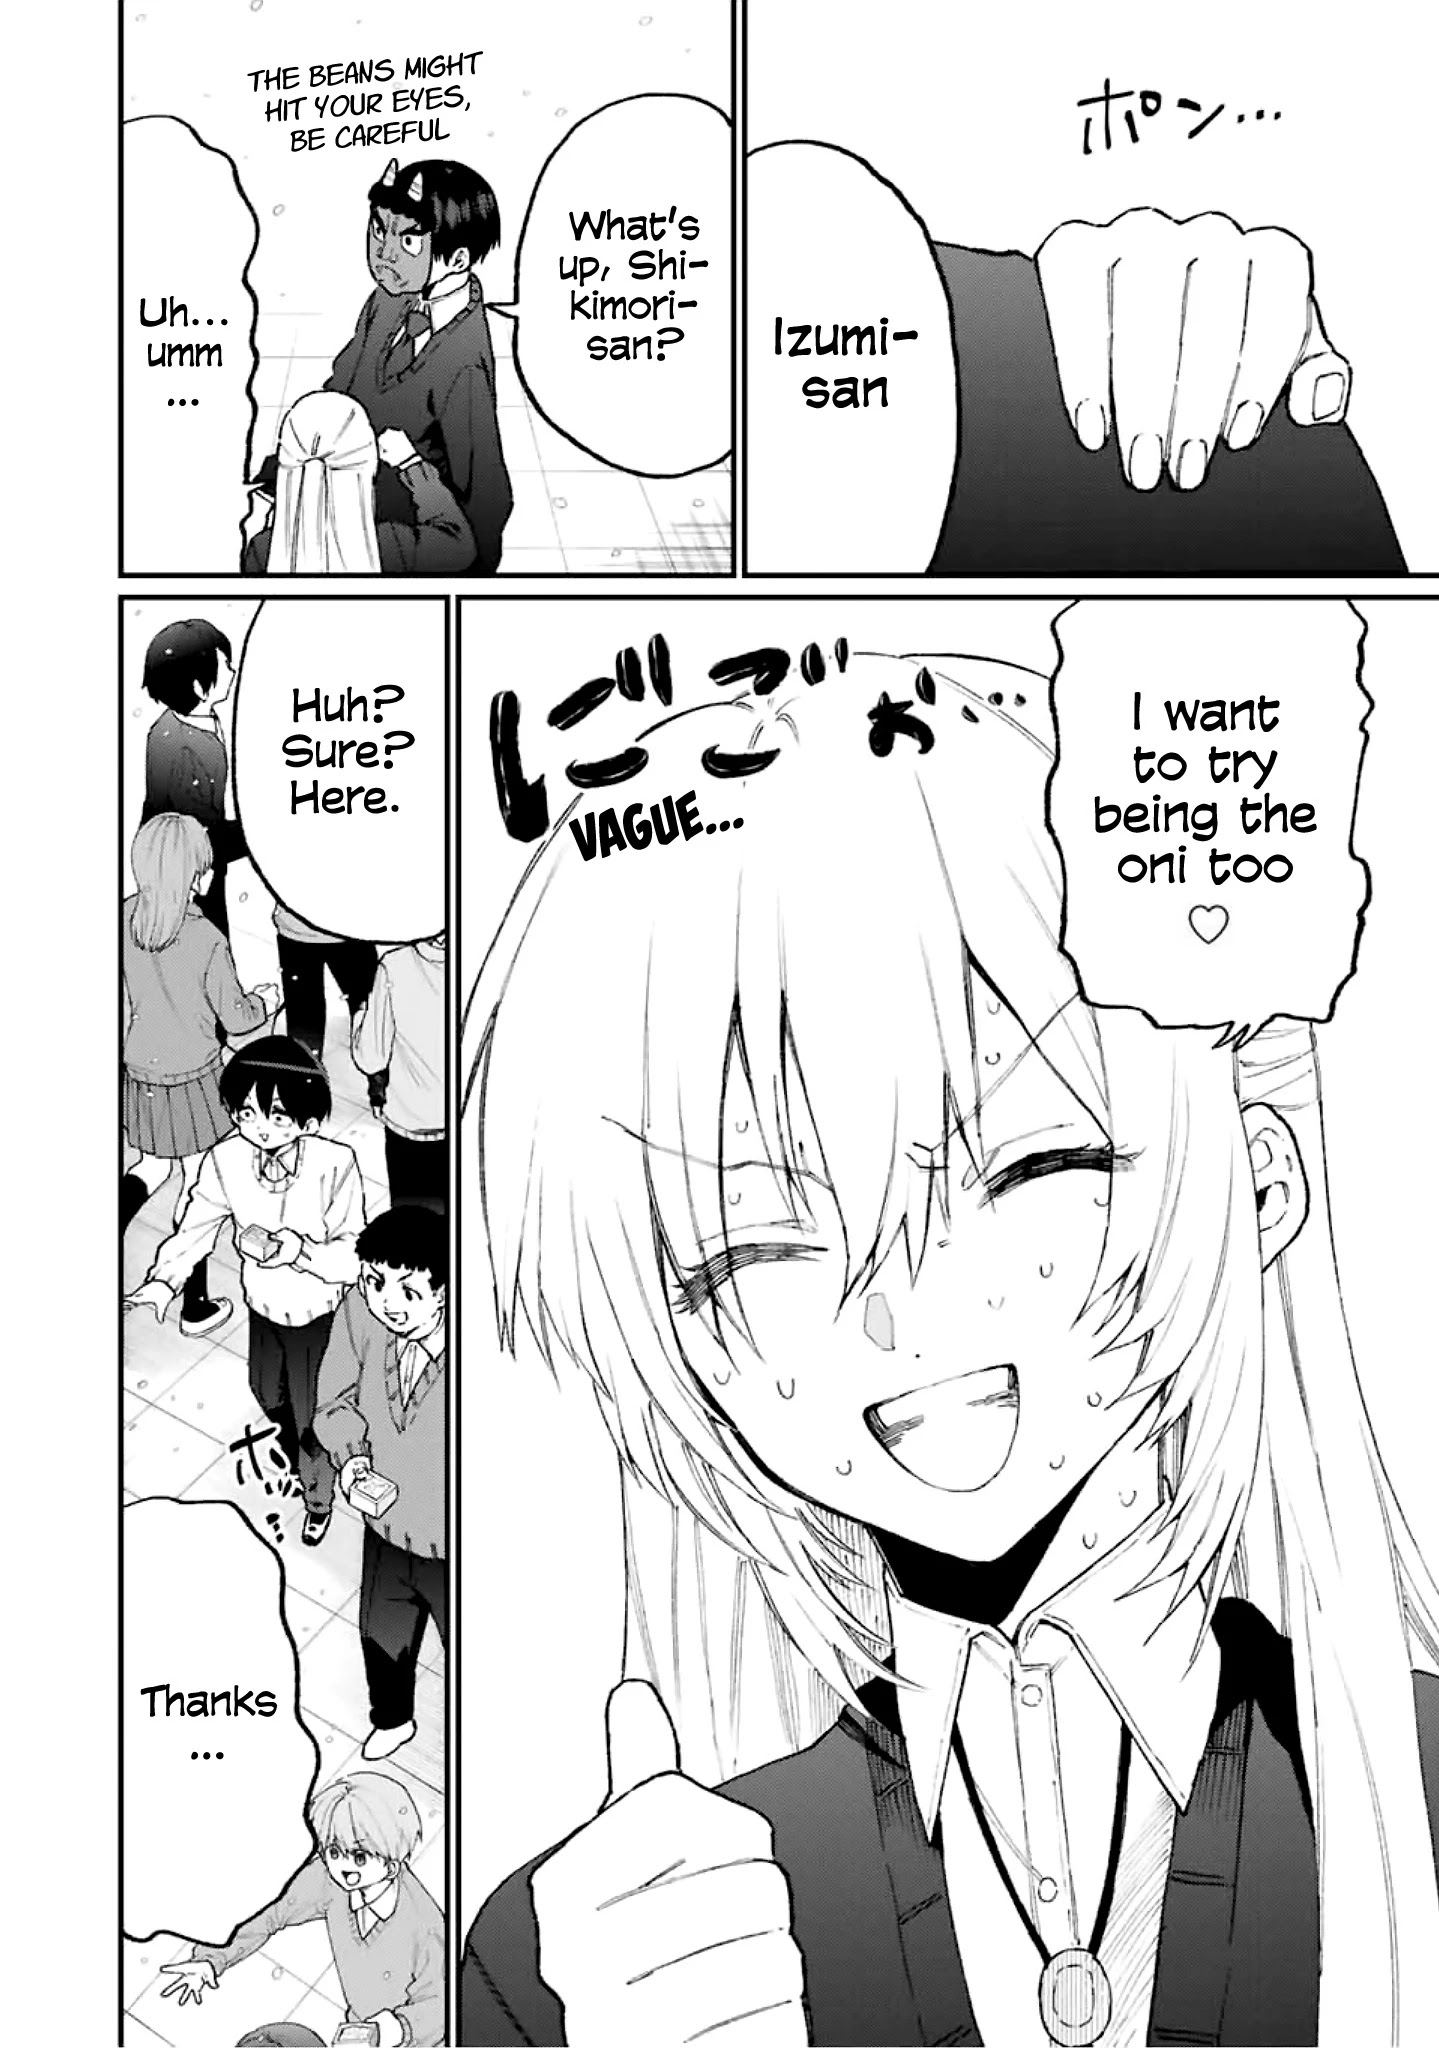 ポン…
Izumi-
san
What's
up, Shi-
kimori-
san?
THE BEANS MIGHT
HIT YOUR EYES,
BE CAREFUL
Uh...
umm
...
I want
to try
being the
oni too
♡
VAGUE...
Huh?
Sure?
Here.
Thanks
...